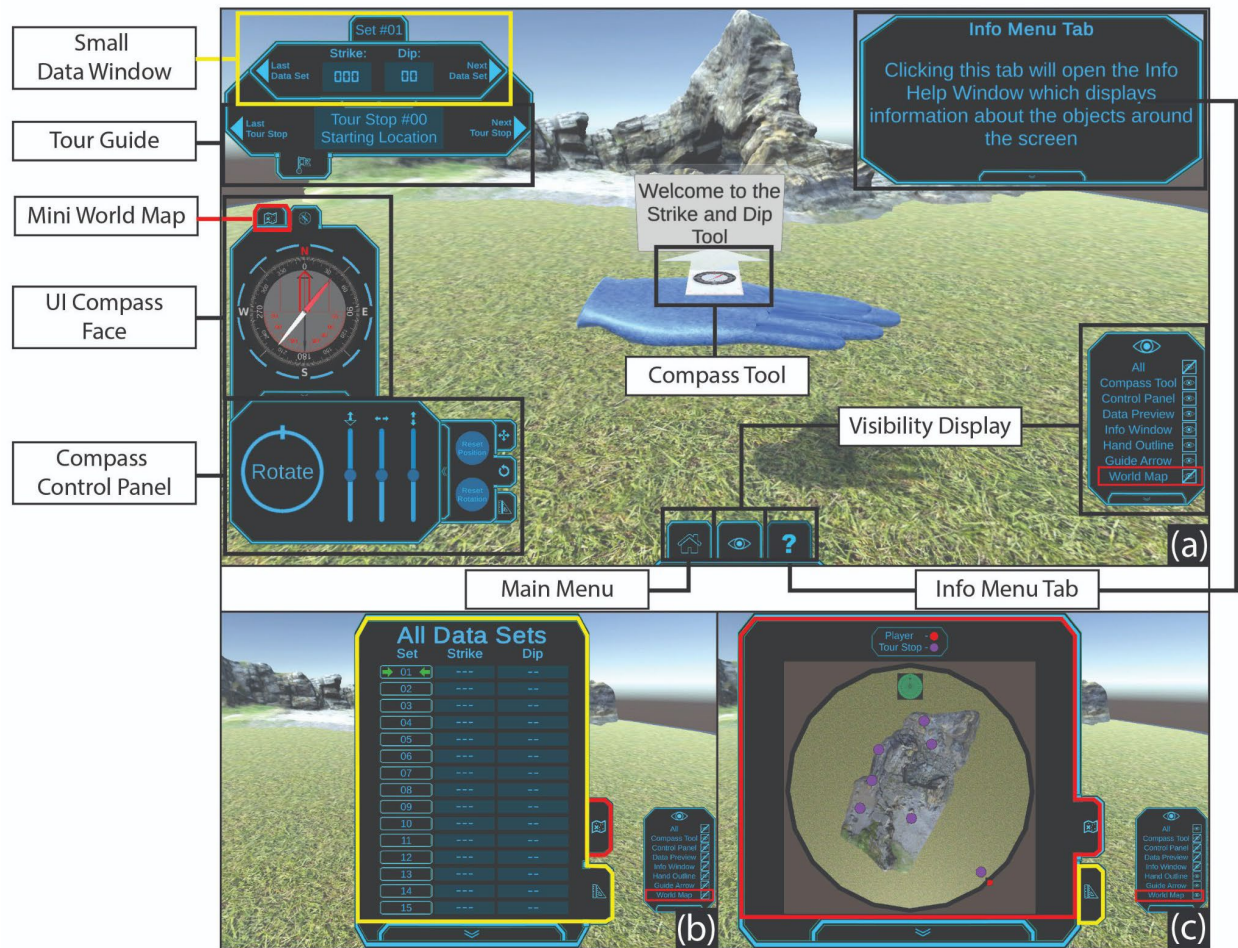 Small
Data Window
Tour Guide
Mini World Map
UI Compass
Face
Compass
Control Panel
Set #01
Strike:
Dip:
Last
Data Set
000
00
Next
Data Set
Last
Tour Stop
Tour Stop #00
Starting Location
Next
Tour Stop
N
0
W
270
90
E
180
S
Rotate
Reset
Position
Reset
Rotation
Welcome to the
Strike and Dip
Tool
Compass Tool
Info Menu Tab
Clicking this tab will open the Info
Help Window which displays
information about the objects around
the screen
Visibility Display
All
Compass Tool
Control Panel
Data Preview
Info Window
Hand Outline
Guide Arrow
World Map
?
(a)
Main Menu
Info Menu Tab
All Data Sets
Set Strike Dip
01 --- --
02 --- --
03 --- --
04 --- --
05 --- --
06 --- --
07 --- --
08 --- --
09 --- --
10 --- --
11 --- --
12 --- --
13 --- --
14 --- --
15 --- --
All
Compass Tool
Control Panel
Data Preview
Info Window
Hand Outline
Guide Arrow
World Map
(b)
Player -
Tour Stop -
All
Compass Tool
Control Panel
Data Preview
Info Window
Hand Outline
Guide Arrow
World Map
(c)